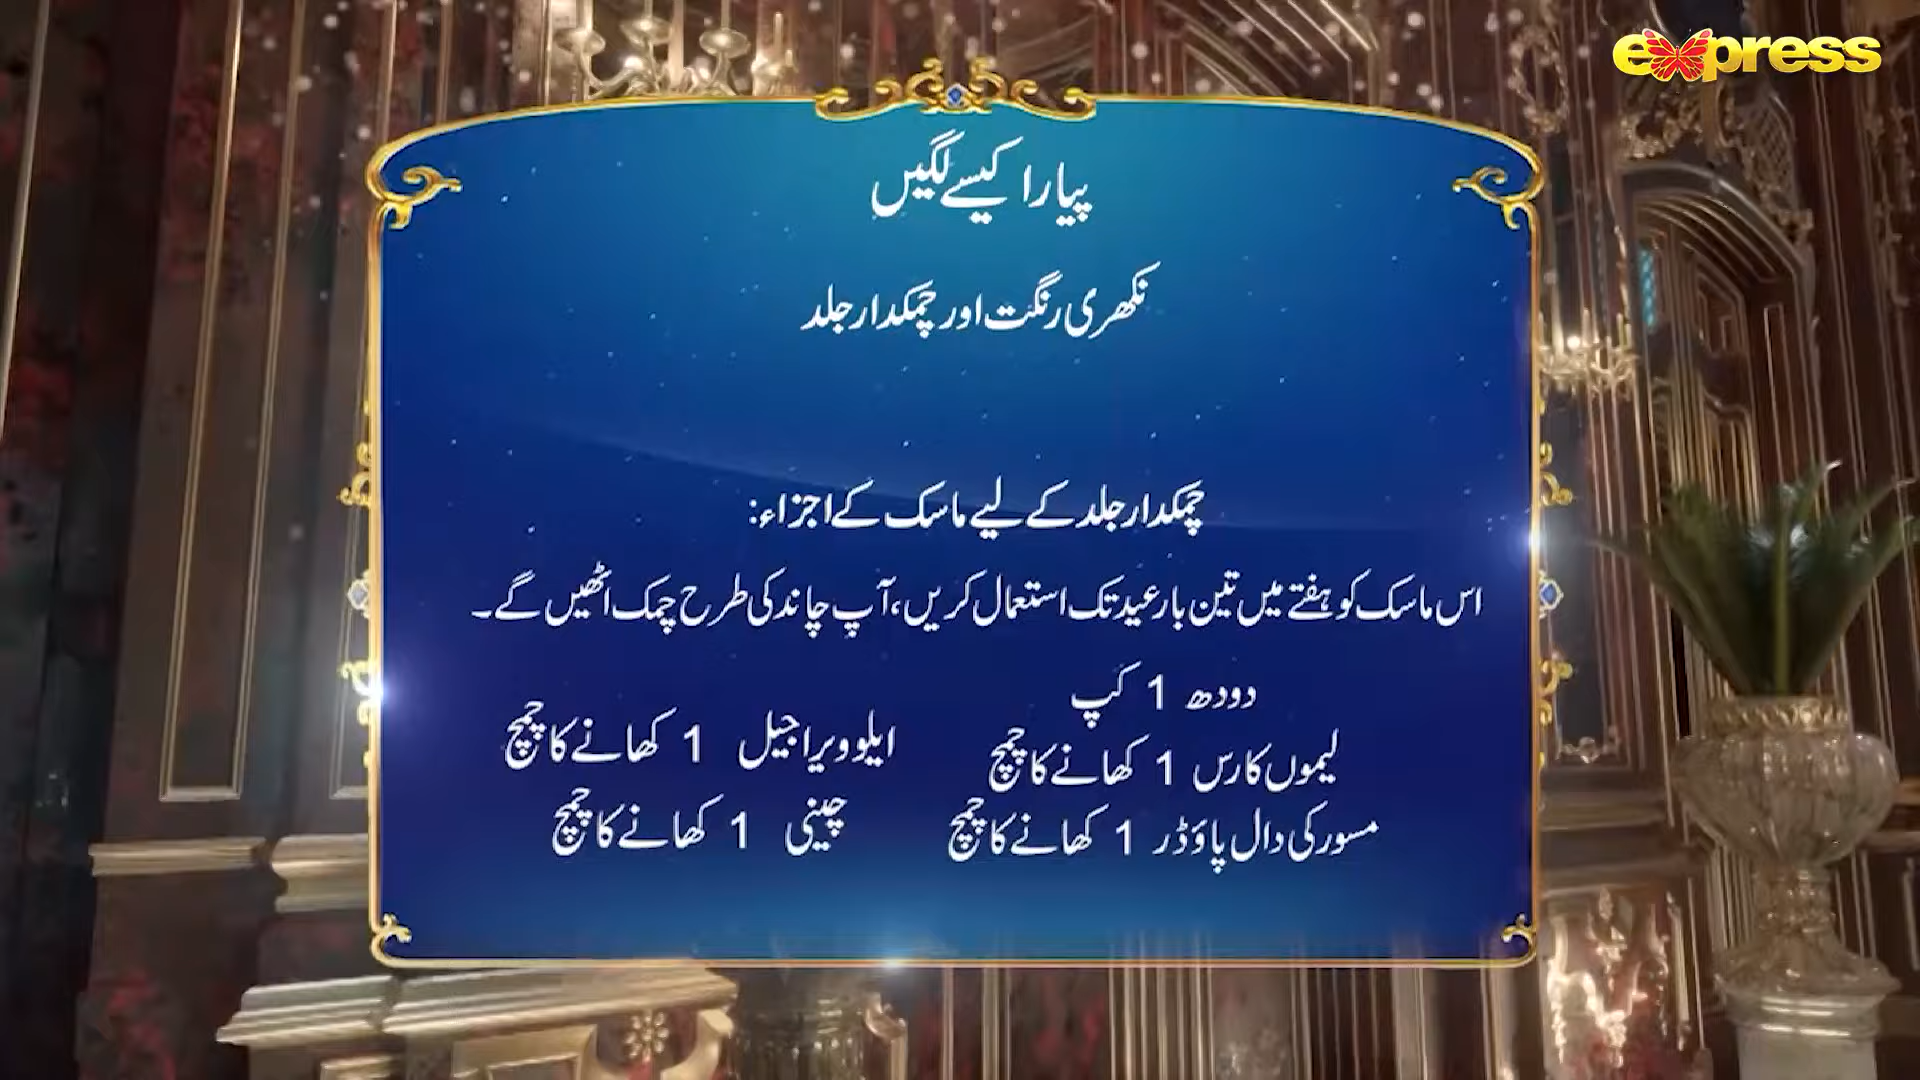 express
پیارا کیسے لگیں
نکھری رنگت اور چمکدار جلد
چمکدار جلد کے لیے ماسک کے اجزاء:
اس ماسک کو ہفتے میں تین بار عید تک استعمال کریں، آپ چاند کی طرح چمک اٹھیں گے۔
دودھ 1 کپ
لیموں کا رس 1 کھانے کا چمچ
مسور کی دال پاؤڈر 1 کھانے کا چمچ
ایلوویرا جیل 1 کھانے کا چمچ
چینی 1 کھانے کا چمچ